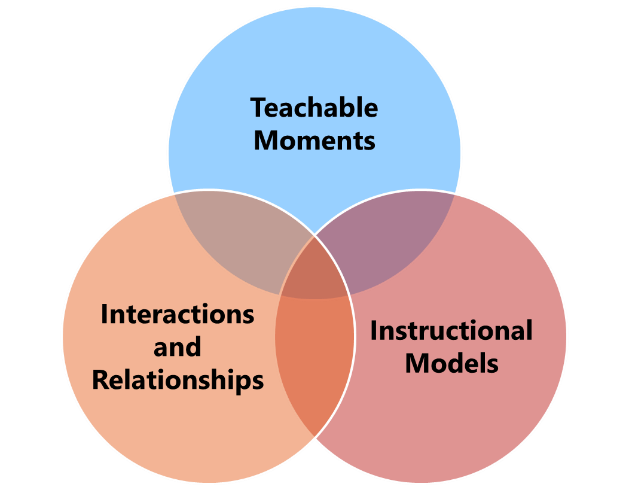 Teachable
Moments
Interactions
and
Relationships
Instructional
Models